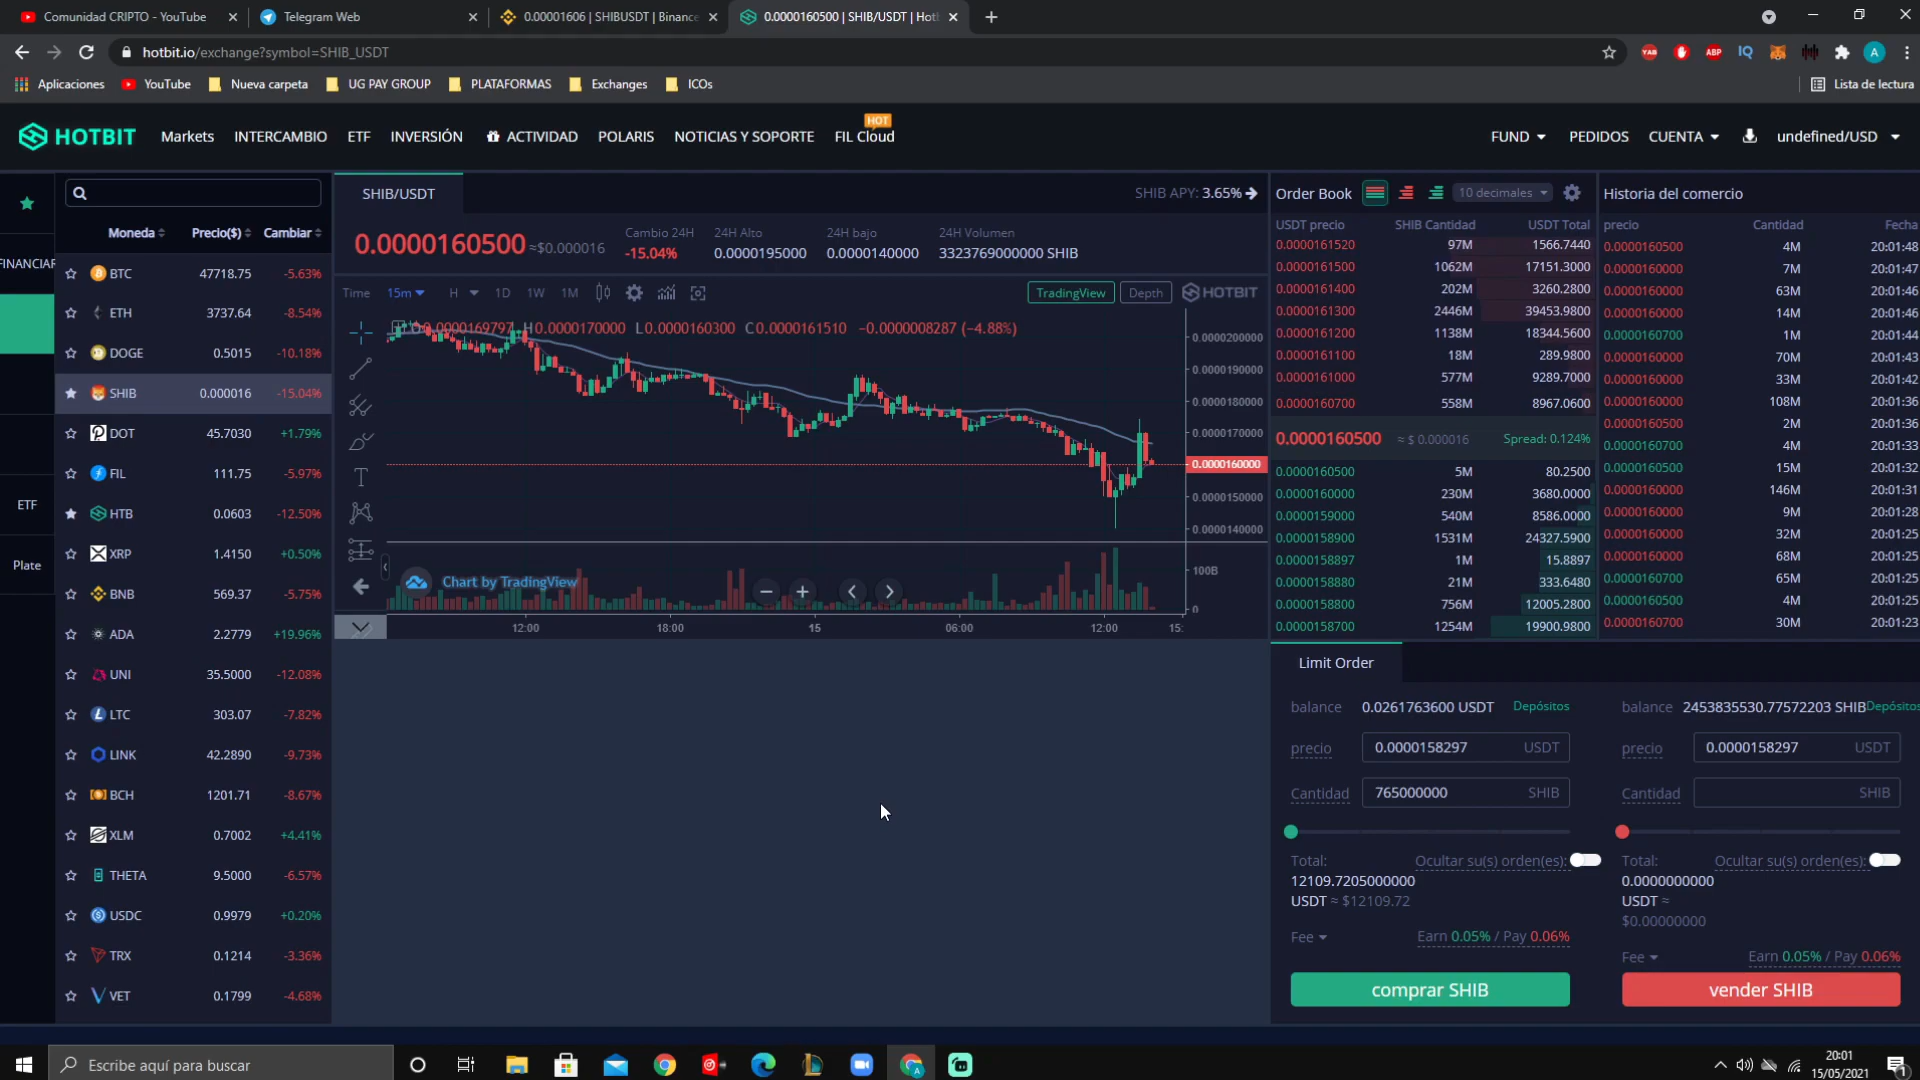 Comunidad CRIPTO - YouTube
Telegram Web
0.00001606 | SHIBUSDT | Binance
0.0000160500 | SHIB/USDT | Hotl
hotbit.io/exchange?symbol=SHIB_USDT
YAB ABP IQ A
Aplicaciones YouTube Nueva carpeta UG PAY GROUP PLATAFORMAS Exchanges ICOs Lista de lectura
HOTBIT Markets INTERCAMBIO ETF INVERSIÓN ACTIVIDAD POLARIS NOTICIAS Y SOPORTE FIL Cloud HOT
FUND PEDIDOS CUENTA undefined/USD
FINANCIAR
ETF
Plate
Moneda Precio($) Cambiar
BTC 47718.75 -5.63%
ETH 3737.64 -8.54%
DOGE 0.5015 -10.18%
SHIB 0.000016 -15.04%
DOT 45.7030 +1.79%
FIL 111.75 -5.97%
HTB 0.0603 -12.50%
XRP 1.4150 +0.50%
BNB 569.37 -5.75%
ADA 2.2779 +19.96%
UNI 35.5000 -12.08%
LTC 303.07 -7.82%
LINK 42.2890 -9.73%
BCH 1201.71 -8.67%
XLM 0.7002 +4.41%
THETA 9.5000 -6.57%
USDC 0.9979 +0.20%
TRX 0.1214 -3.36%
VET 0.1799 -4.68%
SHIB/USDT SHIB APY: 3.65%
0.0000160500 ≈$0.000016
Cambio 24H 24H Alto 24H bajo 24H Volumen
-15.04% 0.0000195000 0.0000140000 3323769000000 SHIB
Time 15m H 1D 1W 1M TradingView Depth HOTBIT
O0.0000169797 H0.0000170000 L0.0000160300 C0.0000161510 −0.0000008287 (−4.88%)
0.0000200000
0.0000190000
0.0000180000
0.0000170000
0.0000160000
0.0000150000
0.0000140000
100B
0
Chart by TradingView
12:00 18:00 15 06:00 12:00 15:
Order Book 10 decimales
USDT precio SHIB Cantidad USDT Total
0.0000161520 97M 1566.7440
0.0000161500 1062M 17151.3000
0.0000161400 202M 3260.2800
0.0000161300 2446M 39453.9800
0.0000161200 1138M 18344.5600
0.0000161100 18M 289.9800
0.0000161000 577M 9289.7000
0.0000160700 558M 8967.0600
0.0000160500 ≈ $ 0.000016 Spread: 0.124%
0.0000160500 5M 80.2500
0.0000160000 230M 3680.0000
0.0000159000 540M 8586.0000
0.0000158900 1531M 24327.5900
0.0000158897 1M 15.8897
0.0000158880 21M 333.6480
0.0000158800 756M 12005.2800
0.0000158700 1254M 19900.9800
Historia del comercio
precio Cantidad Fecha
0.0000160500 4M 20:01:48
0.0000160000 7M 20:01:47
0.0000160000 63M 20:01:46
0.0000160000 14M 20:01:46
0.0000160700 1M 20:01:44
0.0000160000 70M 20:01:43
0.0000160000 33M 20:01:42
0.0000160000 108M 20:01:36
0.0000160500 2M 20:01:36
0.0000160700 4M 20:01:33
0.0000160500 15M 20:01:32
0.0000160000 146M 20:01:31
0.0000160000 9M 20:01:28
0.0000160000 32M 20:01:25
0.0000160000 68M 20:01:25
0.0000160700 65M 20:01:25
0.0000160500 4M 20:01:25
0.0000160700 30M 20:01:23
Limit Order
balance 0.0261763600 USDT Depósitos
precio 0.0000158297 USDT
Cantidad 765000000 SHIB
Total: Ocultar su(s) orden(es):
12109.7205000000
USDT ≈ $12109.72
Fee Earn 0.05% / Pay 0.06%
comprar SHIB
balance 2453835530.77572203 SHIB Depósitos
precio 0.0000158297 USDT
Cantidad SHIB
Total: Ocultar su(s) orden(es):
0.0000000000
USDT ≈
$0.00000000
Fee Earn 0.05% / Pay 0.06%
vender SHIB
Escribe aquí para buscar
20:01
15/05/2021
1